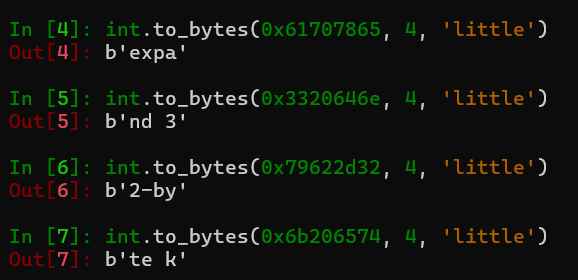 In [4]: int.to_bytes(0x61707865, 4, 'little')
Out[4]: b'expa'
In [5]: int.to_bytes(0x3320646e, 4, 'little')
Out[5]: b'nd 3'
In [6]: int.to_bytes(0x79622d32, 4, 'little')
Out[6]: b'2-by'
In [7]: int.to_bytes(0x6b206574, 4, 'little')
Out[7]: b'te k'